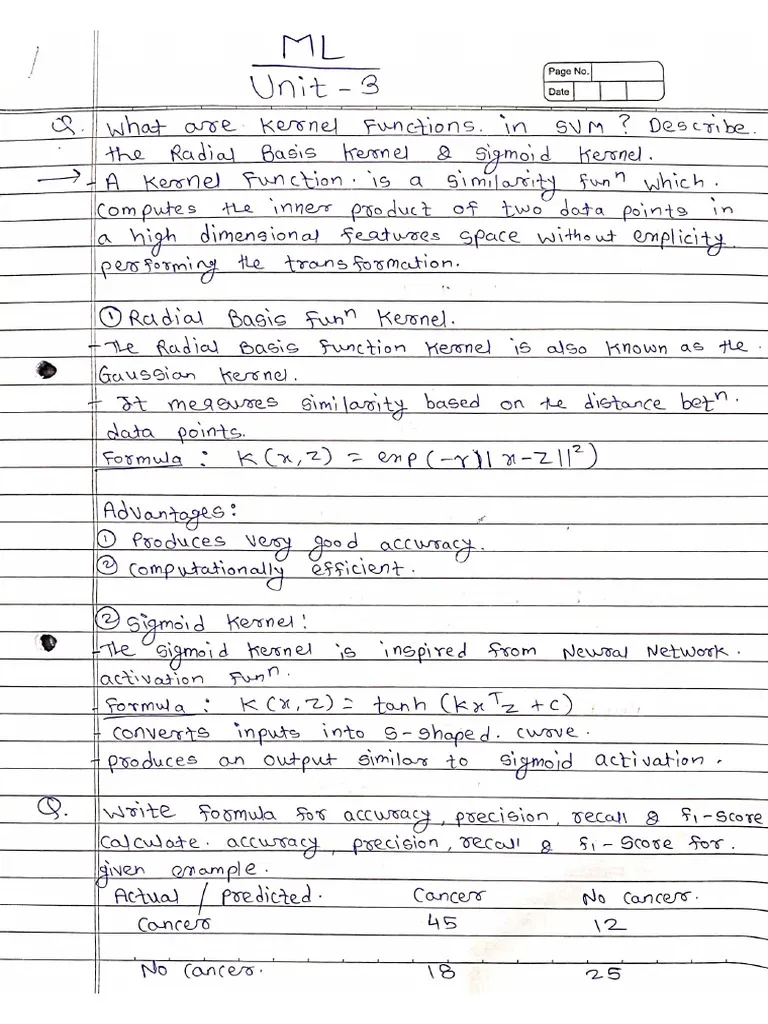 ML
Unit - 3
Page No.
Date
Q. What are Kernel Functions. in SVM? Describe.
the Radial Basis Kernel & Sigmoid Kernel.
→ - A Kernel Function. is a similarity funⁿ which.
computes the inner product of two data points in
a high dimensional features space without explicity
performing the transformation.
① Radial Basis Funⁿ Kernel.
- The Radial Basis Function Kernel is also known as the.
Gaussian Kernel.
- It measures similarity based on the distance betⁿ.
data points.
Formula : K(x,z) = exp(-γ||x-z||²)
Advantages:
① Produces very good accuracy.
② Computationally efficient.
② Sigmoid Kernel:
- The sigmoid kernel is inspired from Neural Network.
activation Funⁿ.
- Formula : K(x,z) = tanh (Kxᵀz + c)
- converts inputs into S-shaped. curve.
- produces an output similar to sigmoid activation.
Q. Write formula for accuracy, precision, recall & f₁-score
calculate. accuracy, precision, recall & f₁-score for.
given example.
Actual / predicted. Cancer No cancer.
Cancer 45 12
No cancer. 18 25